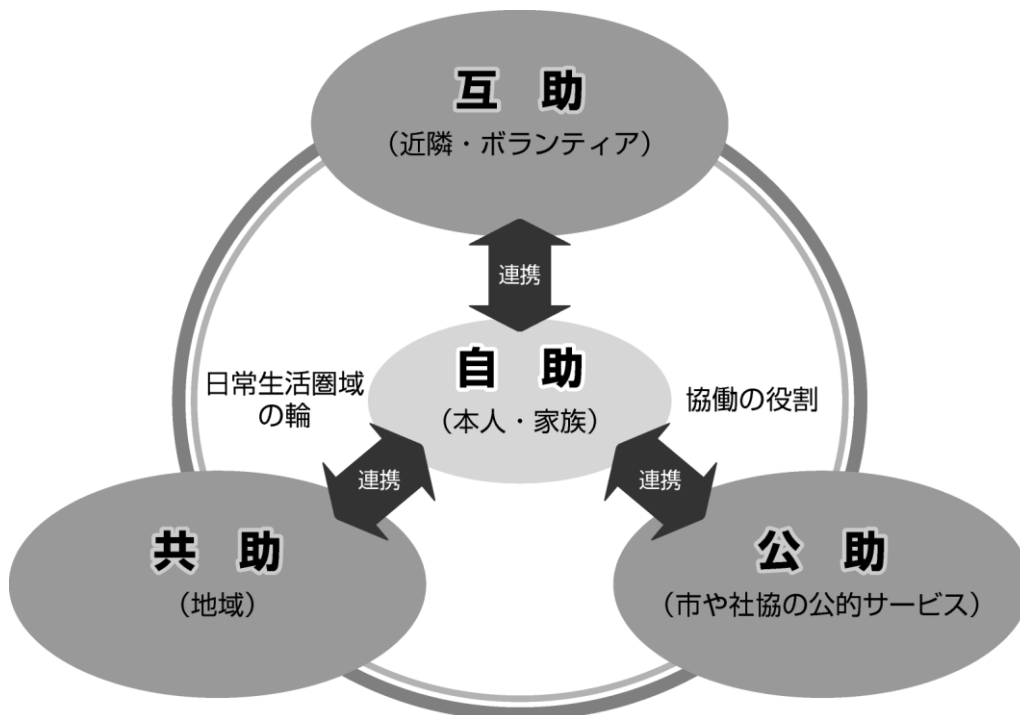 互 助
（近隣・ボランティア）
連携
自 助
（本人・家族）
日常生活圏域
の輪
協働の役割
連携
連携
共 助
（地域）
公 助
（市や社協の公的サービス）